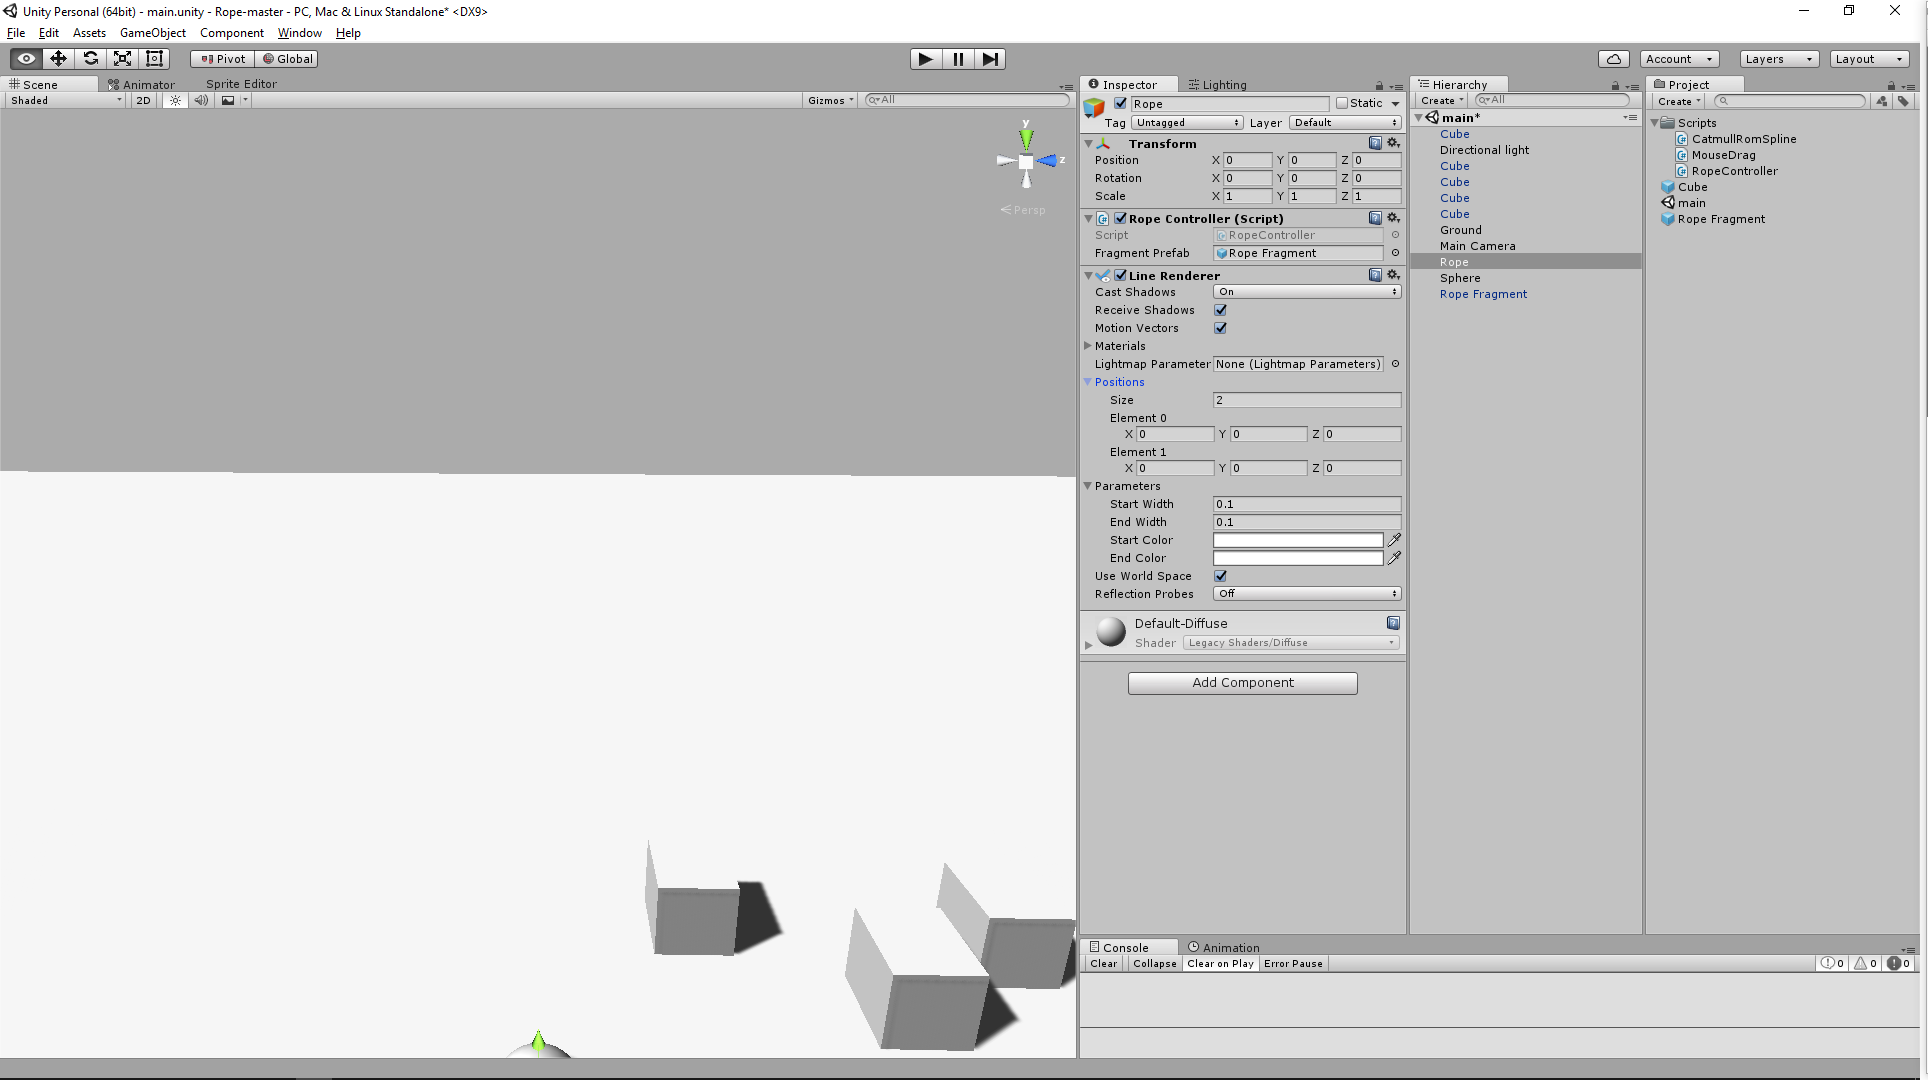 Unity Personal (64bit) - main.unity - Rope-master - PC, Mac & Linux Standalone* <DX9>
File Edit Assets GameObject Component Window Help
Pivot Global Account Layers Layout
Scene Animator Sprite Editor
Shaded 2D Gizmos All
y
z
Persp
Inspector Lighting
Rope Static
Tag Untagged Layer Default
Transform
Position X 0 Y 0 Z 0
Rotation X 0 Y 0 Z 0
Scale X 1 Y 1 Z 1
Rope Controller (Script)
Script RopeController
Fragment Prefab Rope Fragment
Line Renderer
Cast Shadows On
Receive Shadows
Motion Vectors
Materials
Lightmap Parameter None (Lightmap Parameters)
Positions
Size 2
Element 0
X 0 Y 0 Z 0
Element 1
X 0 Y 0 Z 0
Parameters
Start Width 0.1
End Width 0.1
Start Color
End Color
Use World Space
Reflection Probes Off
Default-Diffuse
Shader Legacy Shaders/Diffuse
Add Component
Hierarchy
Create All
main*
Cube
Directional light
Cube
Cube
Cube
Cube
Ground
Main Camera
Rope
Sphere
Rope Fragment
Project
Create
Scripts
CatmullRomSpline
MouseDrag
RopeController
Cube
main
Rope Fragment
Console Animation
Clear Collapse Clear on Play Error Pause 0 0 0